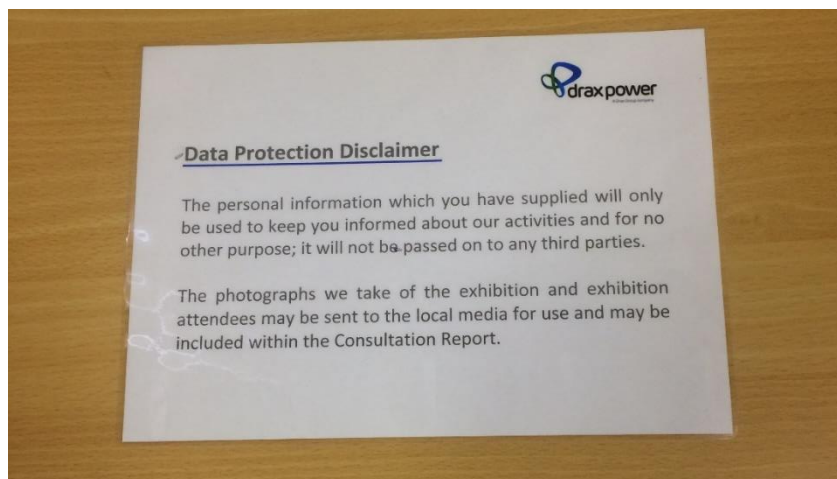 drax power
Data Protection Disclaimer
The personal information which you have supplied will only
be used to keep you informed about our activities and for no
other purpose; it will not be passed on to any third parties.
The photographs we take of the exhibition and exhibition
attendees may be sent to the local media for use and may be
included within the Consultation Report.